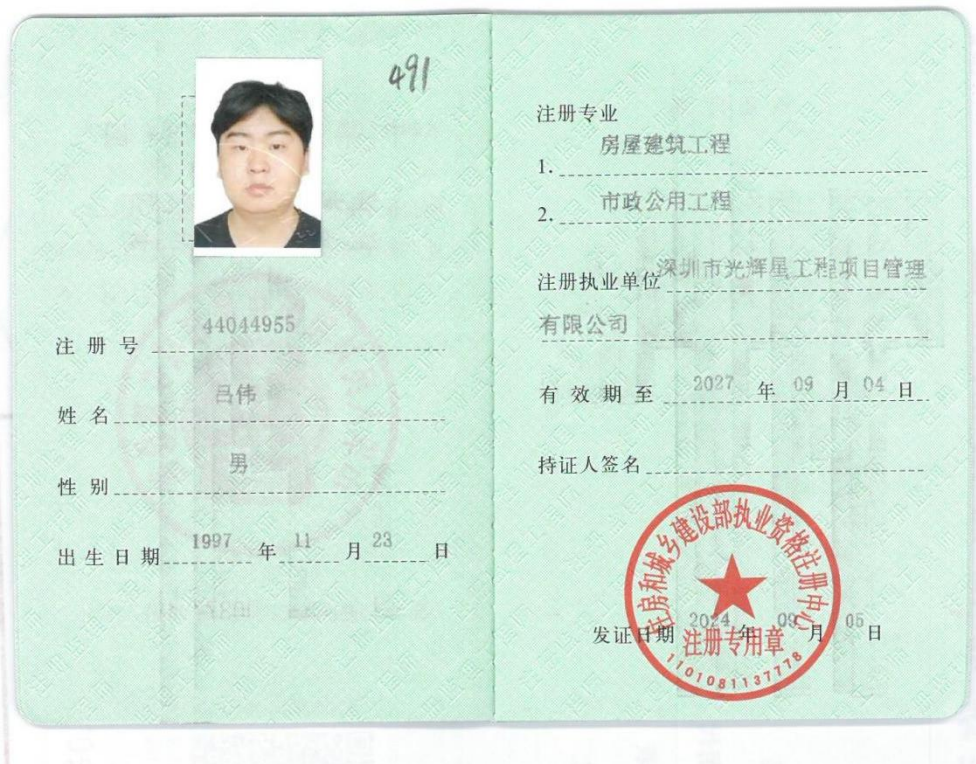 491
注册号 44044955
姓名 吕伟
性别 男
出生日期 1997 年 11 月 23 日
注册专业
1. 房屋建筑工程
2. 市政公用工程
注册执业单位 深圳市光辉星工程项目管理
有限公司
有效期至 2027 年 09 月 04 日
持证人签名
住房和城乡建设部执业资格注册中心
发证日期 2024 年 09 月 05 日
注册专用章
1101081137778